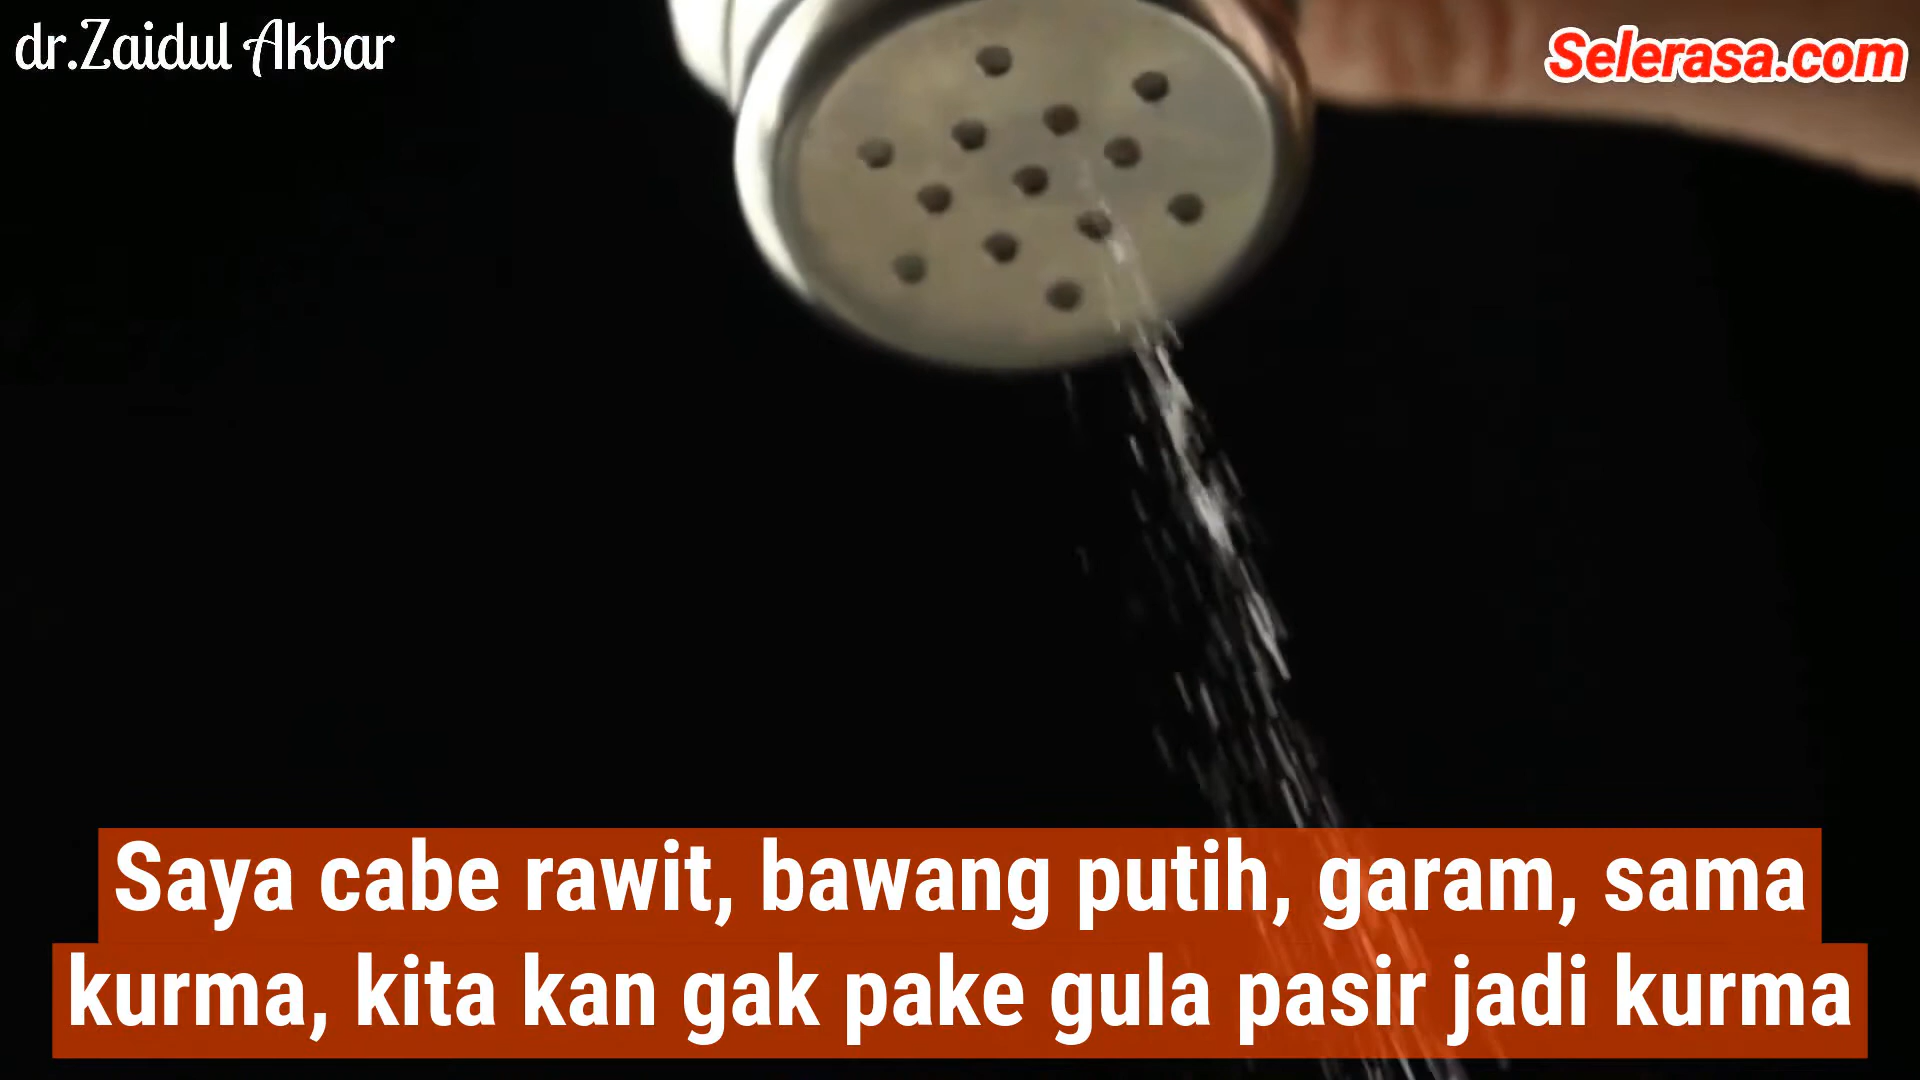 dr.Zaidul Akbar
Selerasa.com
Saya cabe rawit, bawang putih, garam, sama
kurma, kita kan gak pake gula pasir jadi kurma